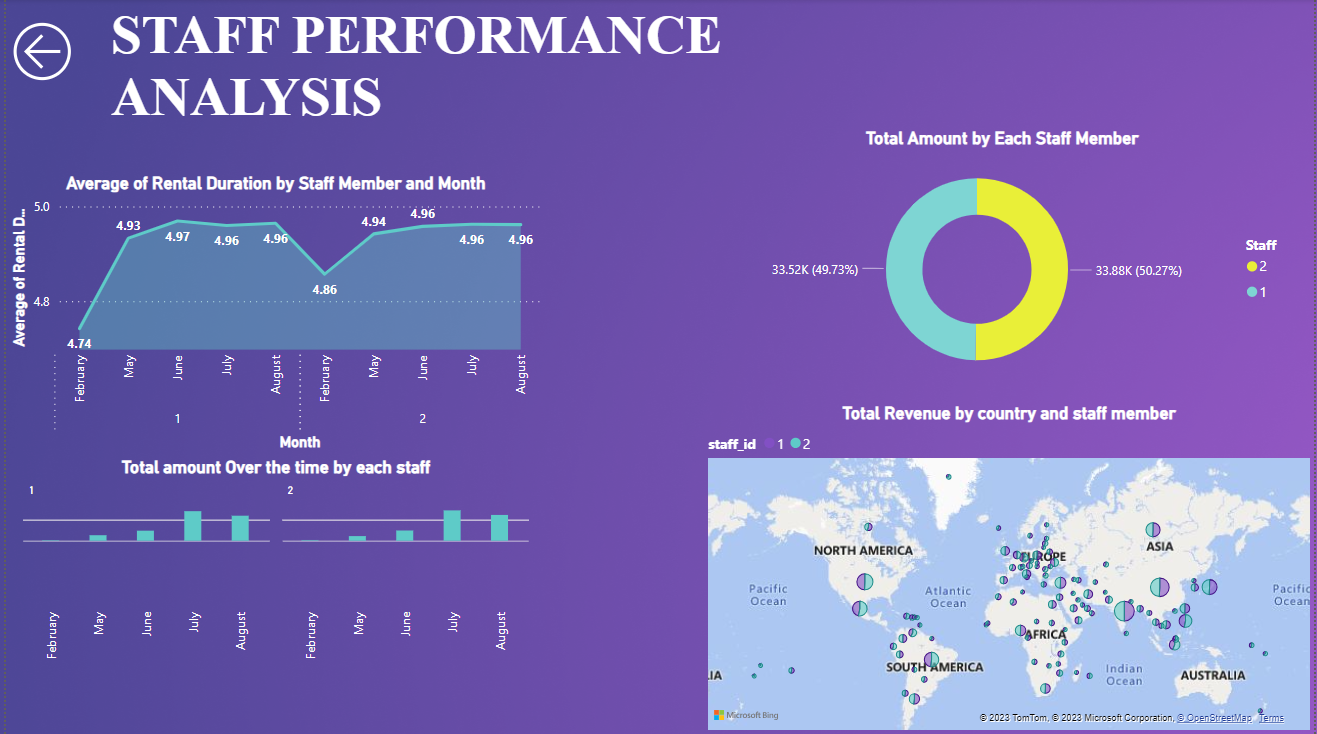 STAFF PERFORMANCE
ANALYSIS
Average of Rental Duration by Staff Member and Month
Average of Rental D...
5.0
4.8
4.74
4.93
4.97
4.96
4.96
4.86
4.94
4.96
4.96
4.96
February
May
June
July
August
February
May
June
July
August
1
2
Month
Total amount Over the time by each staff
1
2
February
May
June
July
August
February
May
June
July
August
Total Amount by Each Staff Member
33.52K (49.73%)
33.88K (50.27%)
Staff
2
1
Total Revenue by country and staff member
staff_id 1 2
NORTH AMERICA
EUROPE
ASIA
Pacific
Ocean
Atlantic
Ocean
Pacific
Ocean
AFRICA
SOUTH AMERICA
Indian
Ocean
AUSTRALIA
LIA
Microsoft Bing
© 2023 TomTom, © 2023 Microsoft Corporation, © OpenStreetMap Terms